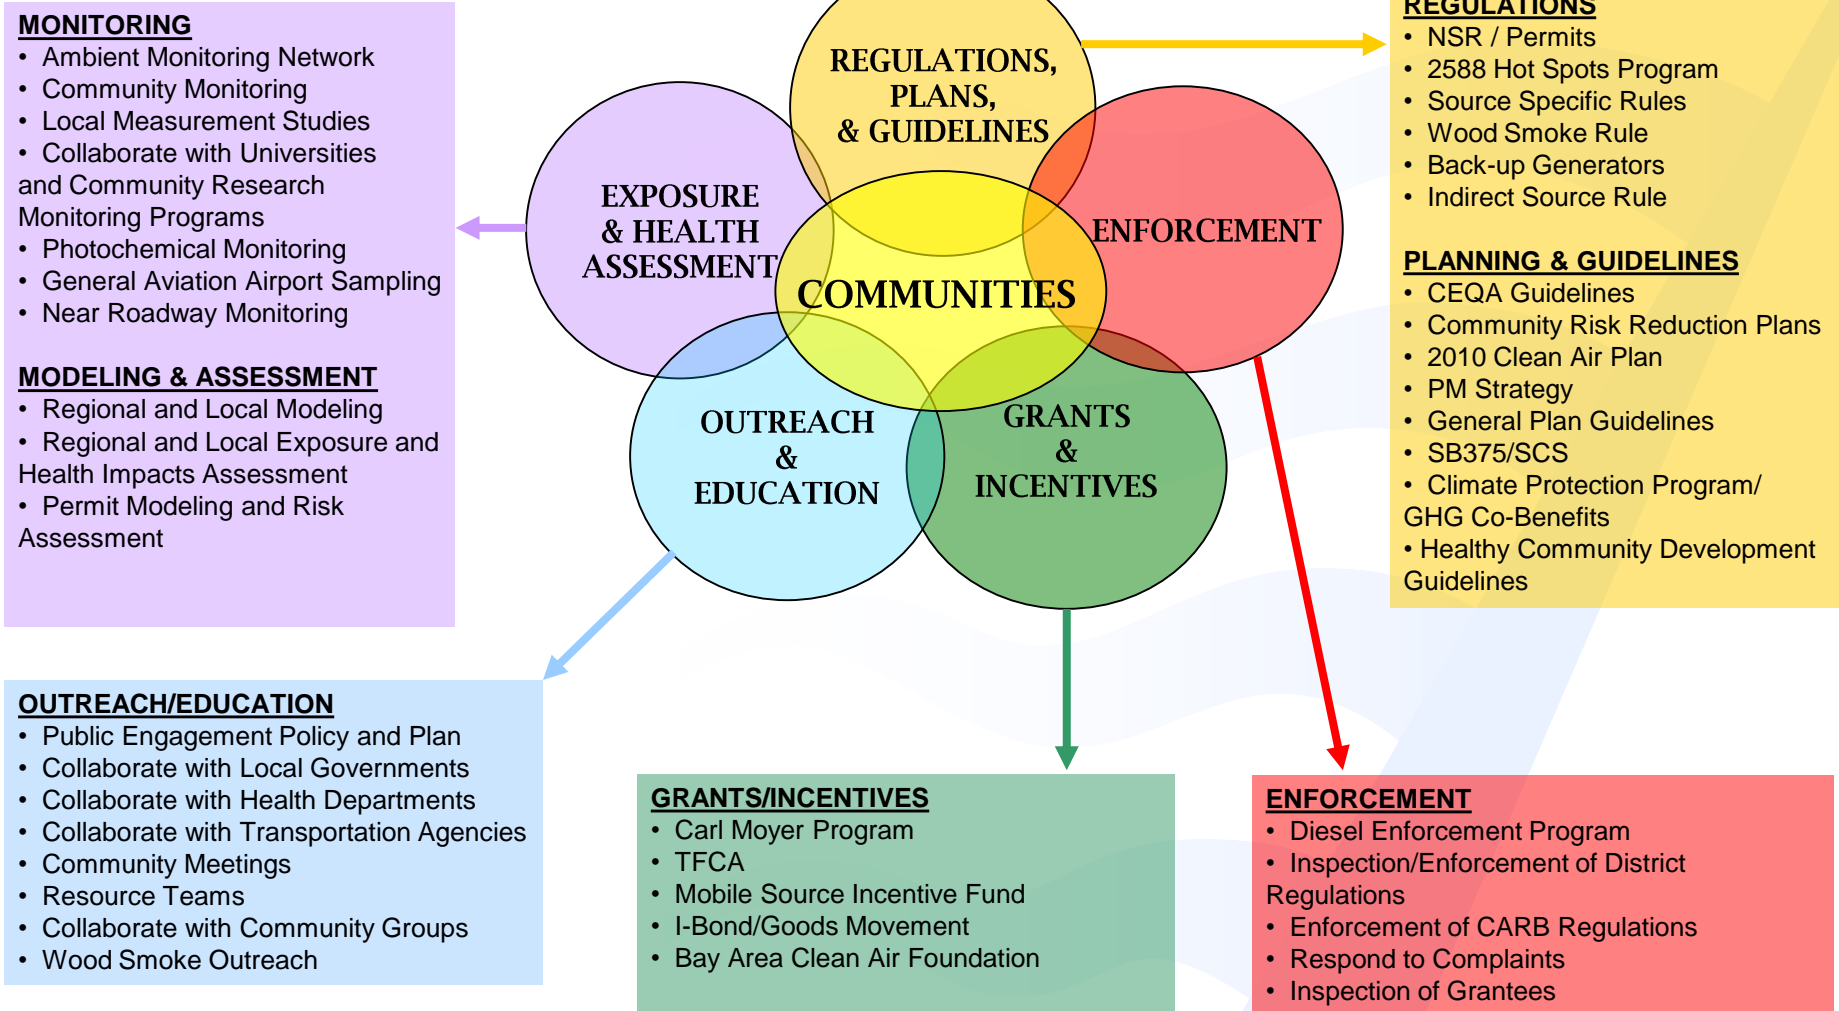 MONITORING
• Ambient Monitoring Network
• Community Monitoring
• Local Measurement Studies
• Collaborate with Universities
and Community Research
Monitoring Programs
• Photochemical Monitoring
• General Aviation Airport Sampling
• Near Roadway Monitoring
MODELING & ASSESSMENT
• Regional and Local Modeling
• Regional and Local Exposure and
Health Impacts Assessment
• Permit Modeling and Risk
Assessment
REGULATIONS,
PLANS,
& GUIDELINES
EXPOSURE
& HEALTH
ASSESSMENT
ENFORCEMENT
COMMUNITIES
OUTREACH
&
EDUCATION
GRANTS
&
INCENTIVES
REGULATIONS
• NSR / Permits
• 2588 Hot Spots Program
• Source Specific Rules
• Wood Smoke Rule
• Back-up Generators
• Indirect Source Rule
PLANNING & GUIDELINES
• CEQA Guidelines
• Community Risk Reduction Plans
• 2010 Clean Air Plan
• PM Strategy
• General Plan Guidelines
• SB375/SCS
• Climate Protection Program/
GHG Co-Benefits
• Healthy Community Development
Guidelines
OUTREACH/EDUCATION
• Public Engagement Policy and Plan
• Collaborate with Local Governments
• Collaborate with Health Departments
• Collaborate with Transportation Agencies
• Community Meetings
• Resource Teams
• Collaborate with Community Groups
• Wood Smoke Outreach
GRANTS/INCENTIVES
• Carl Moyer Program
• TFCA
• Mobile Source Incentive Fund
• I-Bond/Goods Movement
• Bay Area Clean Air Foundation
ENFORCEMENT
• Diesel Enforcement Program
• Inspection/Enforcement of District
Regulations
• Enforcement of CARB Regulations
• Respond to Complaints
• Inspection of Grantees